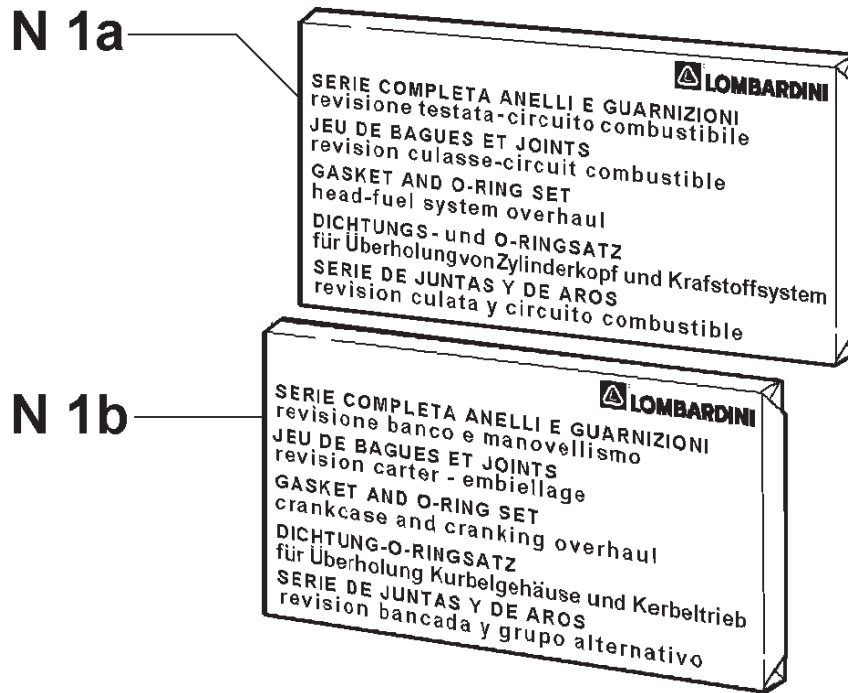 N 1a
LOMBARDINI
SERIE COMPLETA ANELLI E GUARNIZIONI
revisione testata-circuito combustibile
JEU DE BAGUES ET JOINTS
revision culasse-circuit combustible
GASKET AND O-RING SET
head-fuel system overhaul
DICHTUNGS- und O-RINGSATZ
für ÜberholungvonZylinderkopf und Krafstoffsystem
SERIE DE JUNTAS Y DE AROS
revision culata y circuito combustible
N 1b
LOMBARDINI
SERIE COMPLETA ANELLI E GUARNIZIONI
revisione banco e manovellismo
JEU DE BAGUES ET JOINTS
revision carter - embiellage
GASKET AND O-RING SET
crankcase and cranking overhaul
DICHTUNG-O-RINGSATZ
für Überholung Kurbelgehäuse und Kerbeltrieb
SERIE DE JUNTAS Y DE AROS
revision bancada y grupo alternativo